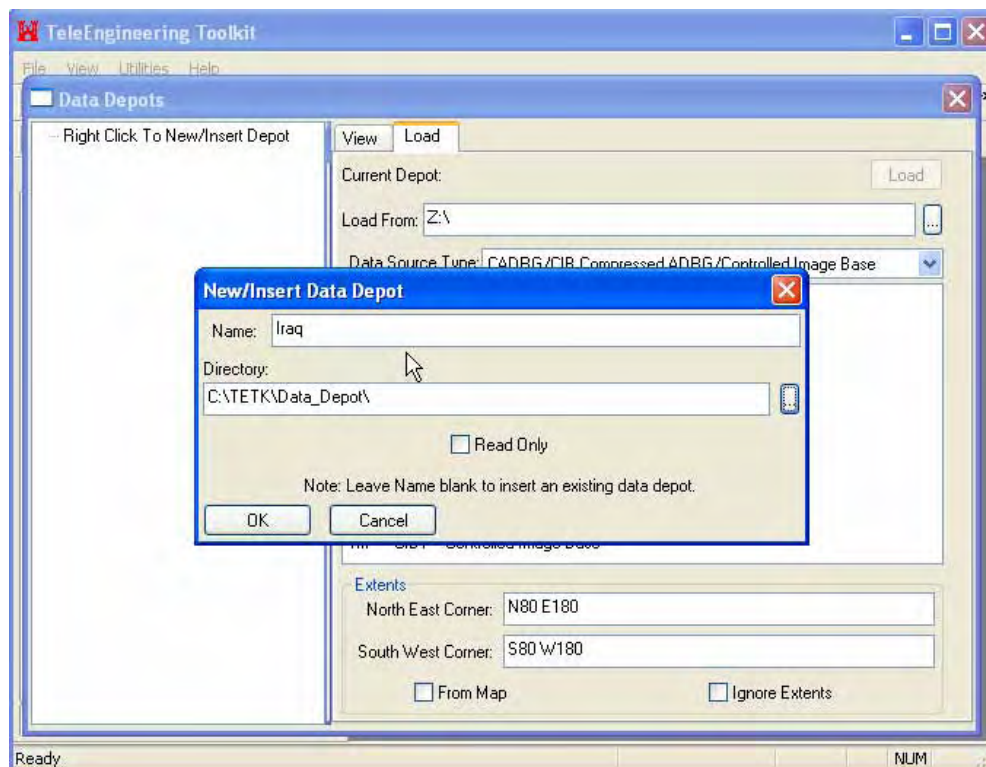 TeleEngineering Toolkit
File View Utilities Help
Data Depots
Right Click To New/Insert Depot
View Load
Current Depot: Load
Load From: Z:\ ...
Data Source Type: CADRG/CIB Compressed ADRG/Controlled Image Base
New/Insert Data Depot
Name: Iraq
Directory:
C:\TETK\Data_Depot\ ...
Read Only
Note: Leave Name blank to insert an existing data depot.
OK Cancel
Controlled Image Base
Extents
North East Corner: N80 E180
South West Corner: S80 W180
From Map Ignore Extents
Ready NUM